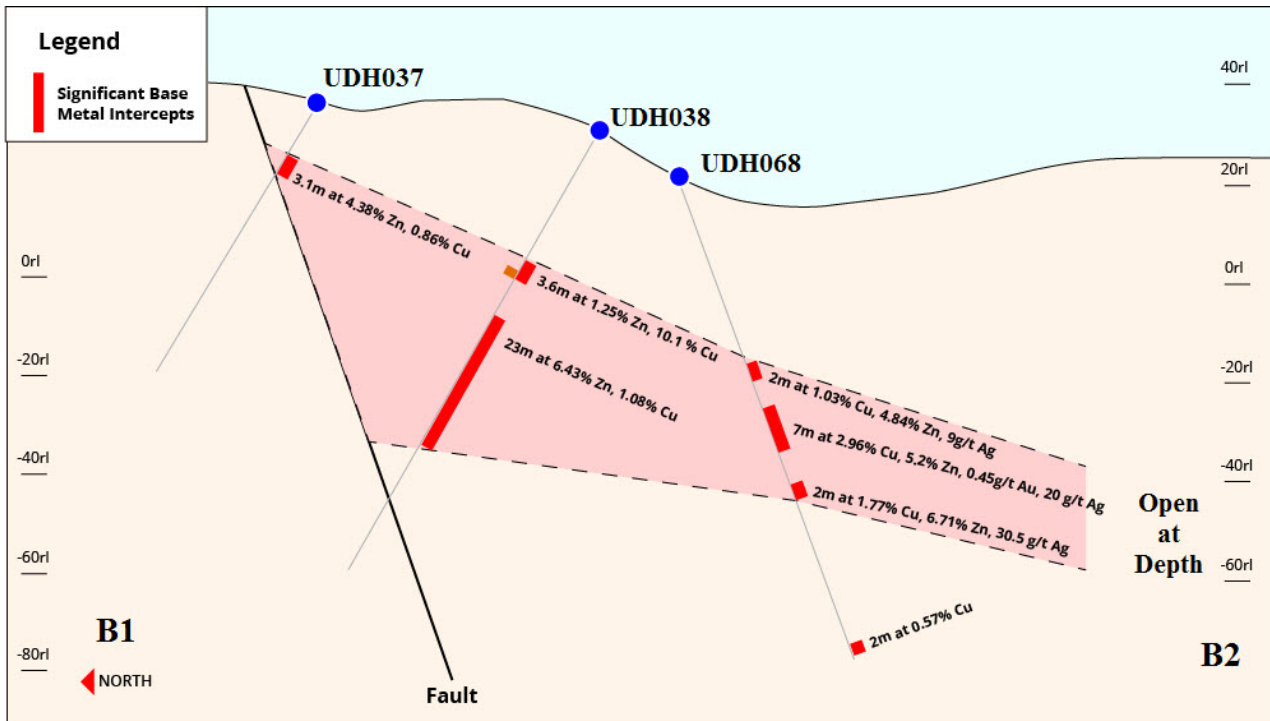 Legend
Significant Base
Metal Intercepts
UDH037
UDH038
UDH068
40rl
20rl
0rl
0rl
-20rl
-20rl
-40rl
-40rl
-60rl
-60rl
-80rl
3.1m at 4.38% Zn, 0.86% Cu
3.6m at 1.25% Zn, 10.1 % Cu
23m at 6.43% Zn, 1.08% Cu
2m at 1.03% Cu, 4.84% Zn, 9g/t Ag
7m at 2.96% Cu, 5.2% Zn, 0.45g/t Au, 20 g/t Ag
2m at 1.77% Cu, 6.71% Zn, 30.5 g/t Ag
2m at 0.57% Cu
Open
at
Depth
B1
B2
NORTH
Fault